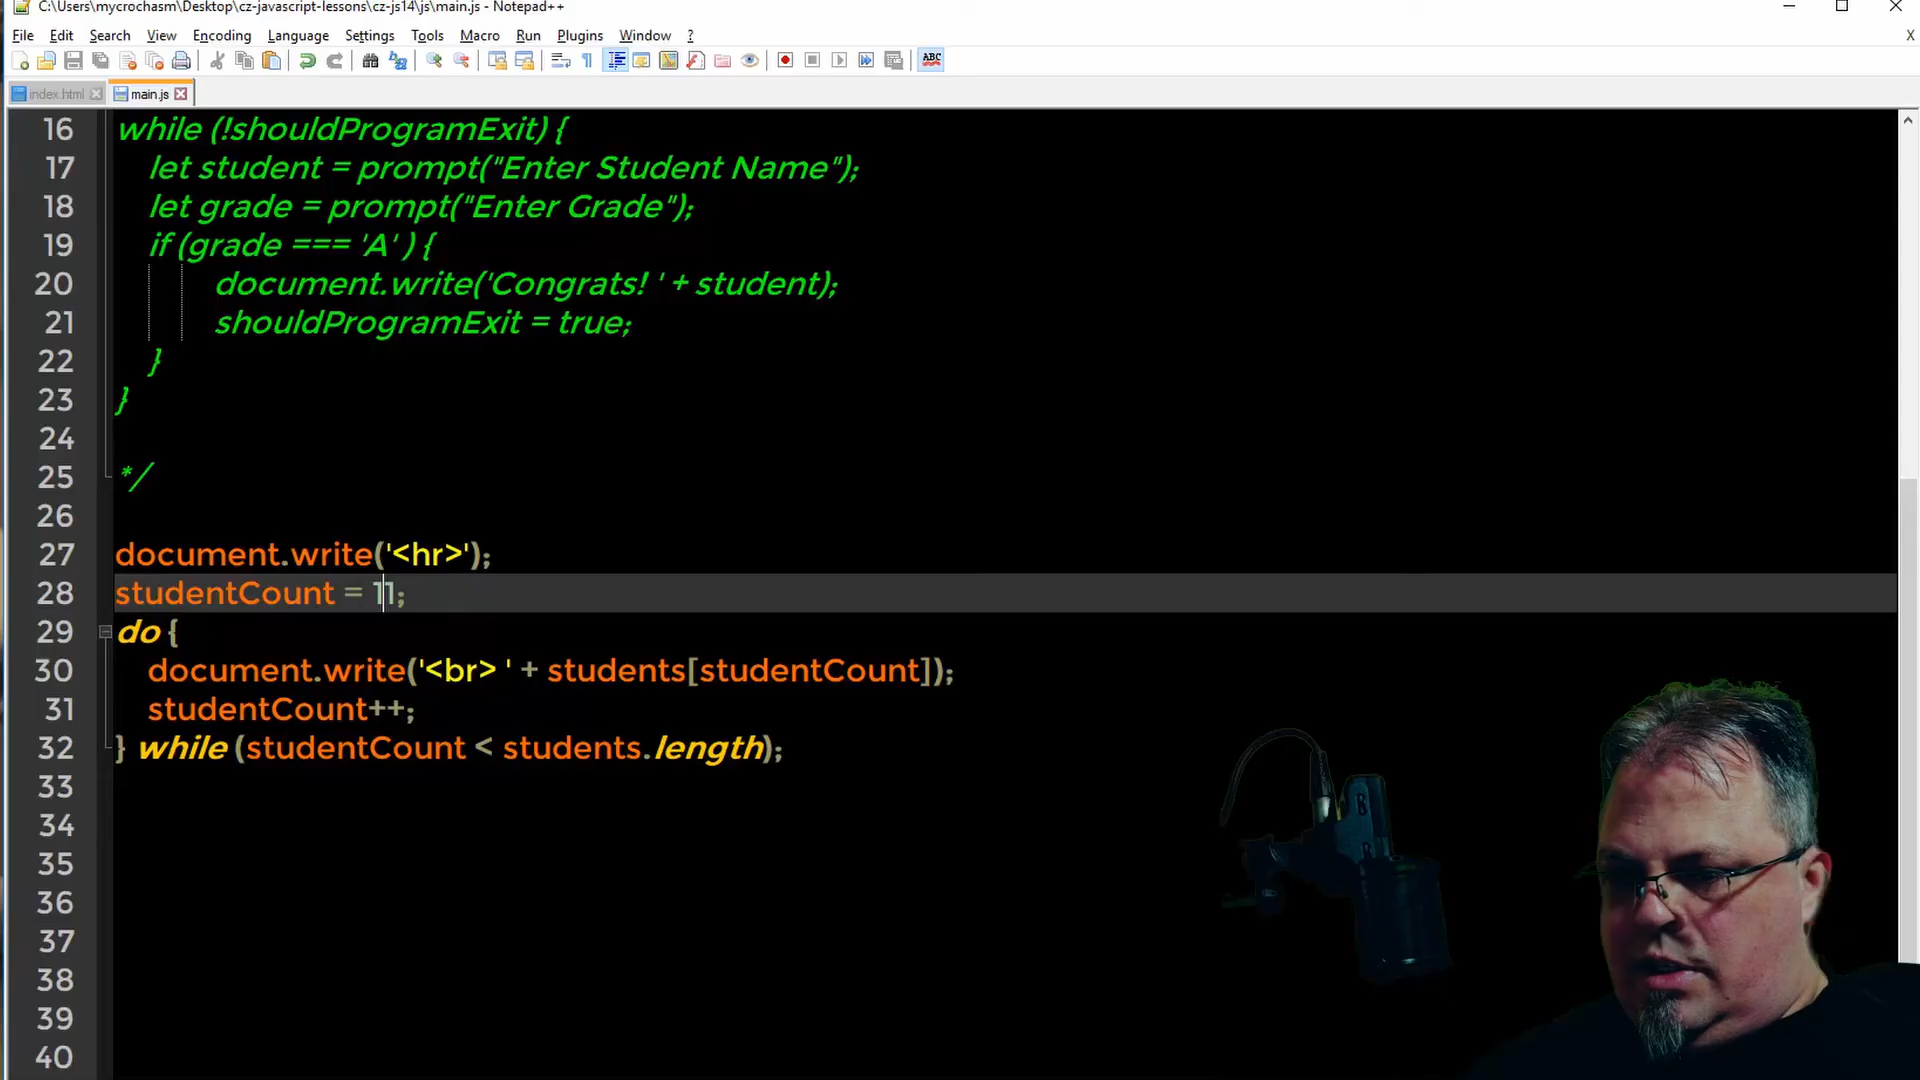 C:\Users\mycrochasm\Desktop\cz-javascript-lessons\cz-js14\js\main.js - Notepad++
File Edit Search View Encoding Language Settings Tools Macro Run Plugins Window ? X
ABC
index.html main.js
16 while (!shouldProgramExit) {
17 let student = prompt("Enter Student Name");
18 let grade = prompt("Enter Grade");
19 if (grade === 'A' ) {
20 document.write('Congrats! ' + student);
21 shouldProgramExit = true;
22 }
23 }
24
25 */
26
27 document.write('<hr>');
28 studentCount = 11;
29 do {
30 document.write('<br> ' + students[studentCount]);
31 studentCount++;
32 } while (studentCount < students.length);
33
34
35
36
37
38
39
40